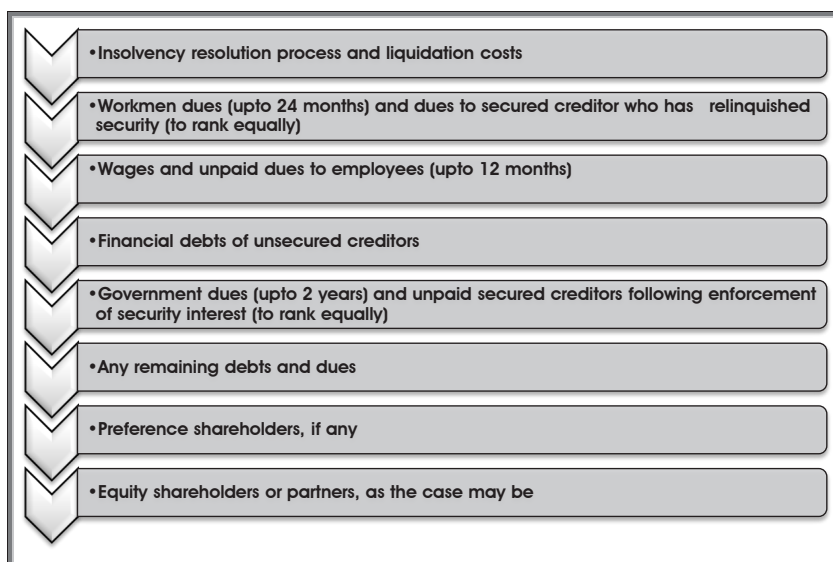 •Insolvency resolution process and liquidation costs
•Workmen dues (upto 24 months) and dues to secured creditor who has relinquished
security (to rank equally)
•Wages and unpaid dues to employees (upto 12 months)
•Financial debts of unsecured creditors
•Government dues (upto 2 years) and unpaid secured creditors following enforcement
of security interest (to rank equally)
•Any remaining debts and dues
•Preference shareholders, if any
•Equity shareholders or partners, as the case may be